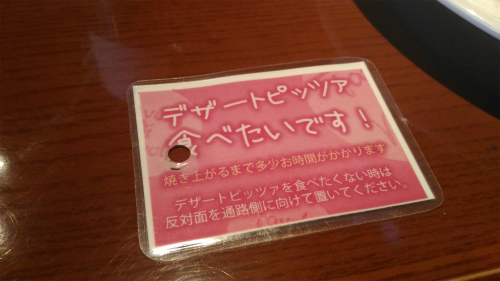 デザートピッツァ
食べたいです！
焼き上がるまで多少お時間がかかります
デザートピッツァを食べたくない時は
反対面を通路側に向けて置いてください。